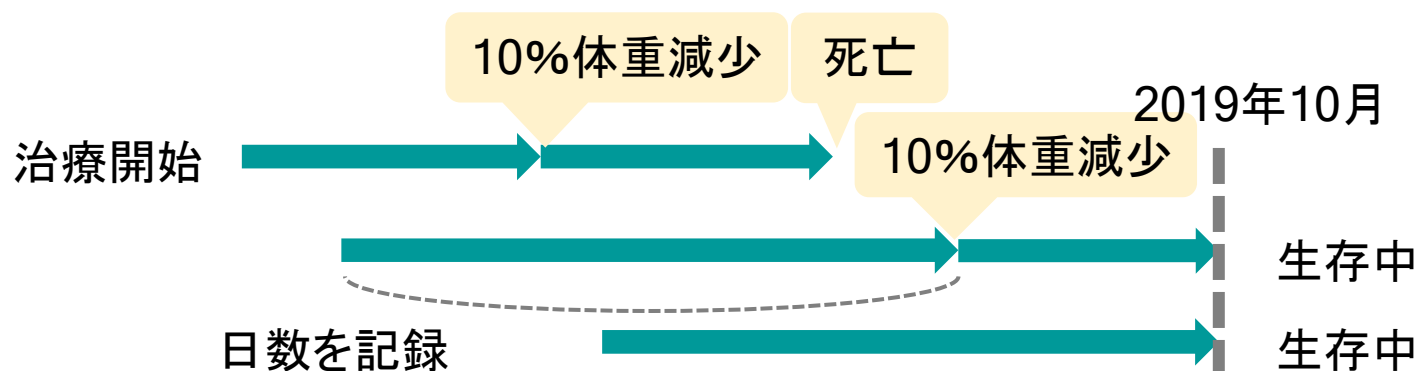 10%体重減少
死亡
2019年10月
治療開始
10%体重減少
生存中
日数を記録
生存中